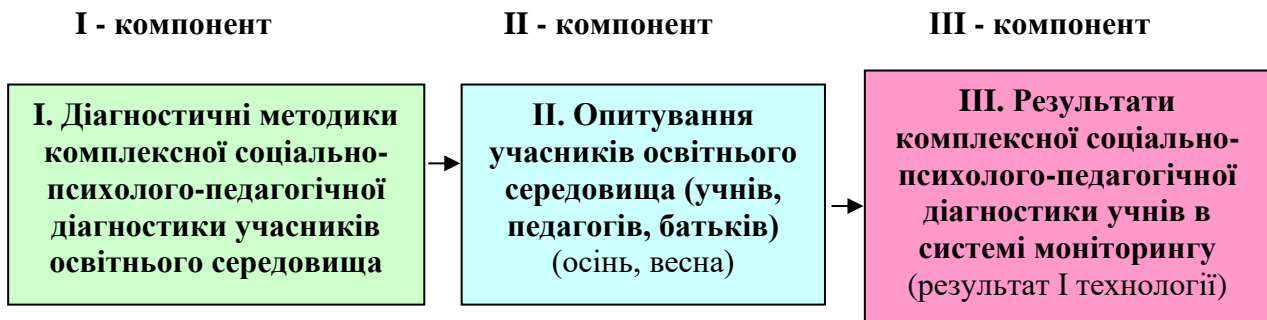 I - компонент
II - компонент
III - компонент
I. Діагностичні методики
комплексної соціально-
психолого-педагогічної
діагностики учасників
освітнього середовища
II. Опитування
учасників освітнього
середовища (учнів,
педагогів, батьків)
(осінь, весна)
III. Результати
комплексної соціально-
психолого-педагогічної
діагностики учнів в
системі моніторингу
(результат I технології)